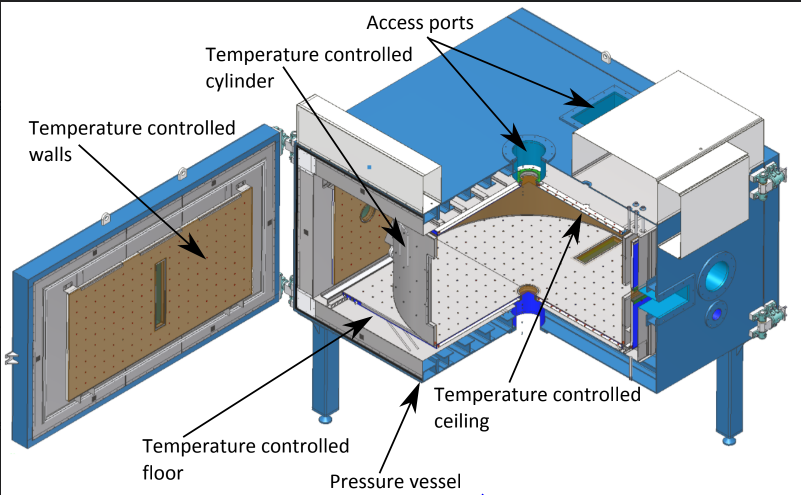 Access ports
Temperature controlled
cylinder
Temperature controlled
walls
Temperature controlled
ceiling
Temperature controlled
floor
Pressure vessel